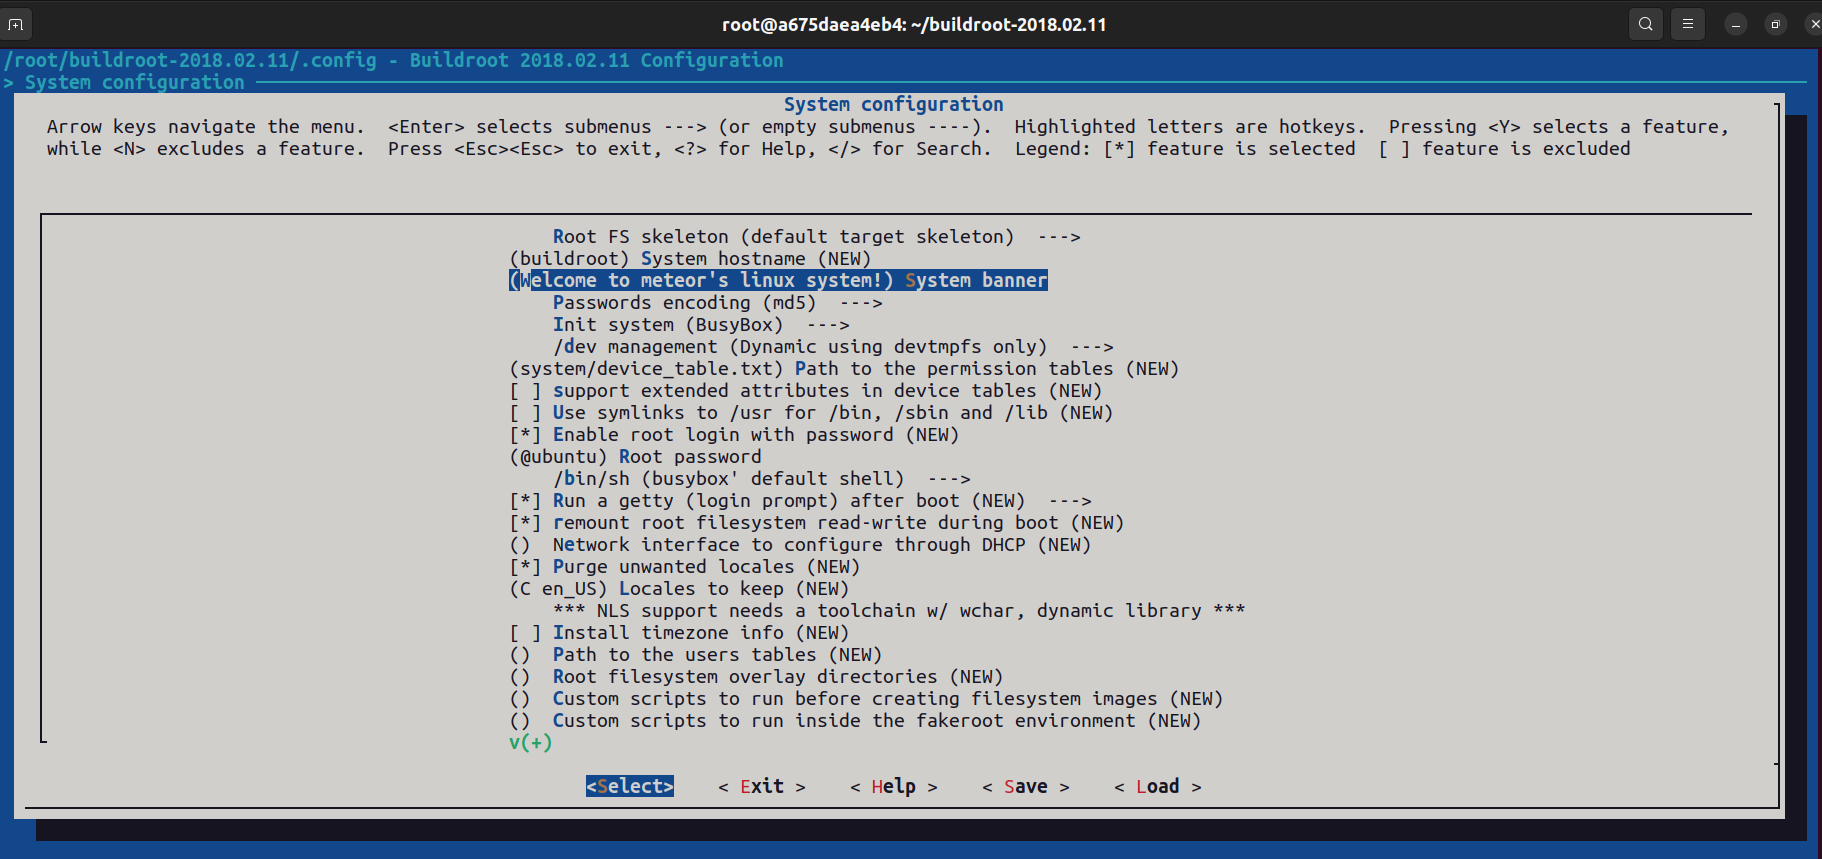 root@a675daea4eb4: ~/buildroot-2018.02.11
/root/buildroot-2018.02.11/.config - Buildroot 2018.02.11 Configuration
> System configuration
System configuration
Arrow keys navigate the menu.  <Enter> selects submenus ---> (or empty submenus ----).  Highlighted letters are hotkeys.  Pressing <Y> selects a feature,
while <N> excludes a feature.  Press <Esc><Esc> to exit, <?> for Help, </> for Search.  Legend: [*] feature is selected  [ ] feature is excluded
Root FS skeleton (default target skeleton)  --->
(buildroot) System hostname (NEW)
(Welcome to meteor's linux system!) System banner
Passwords encoding (md5)  --->
Init system (BusyBox)  --->
/dev management (Dynamic using devtmpfs only)  --->
(system/device_table.txt) Path to the permission tables (NEW)
[ ] support extended attributes in device tables (NEW)
[ ] Use symlinks to /usr for /bin, /sbin and /lib (NEW)
[*] Enable root login with password (NEW)
(@ubuntu) Root password
/bin/sh (busybox' default shell)  --->
[*] Run a getty (login prompt) after boot (NEW)  --->
[*] remount root filesystem read-write during boot (NEW)
()  Network interface to configure through DHCP (NEW)
[*] Purge unwanted locales (NEW)
(C en_US) Locales to keep (NEW)
*** NLS support needs a toolchain w/ wchar, dynamic library ***
[ ] Install timezone info (NEW)
()  Path to the users tables (NEW)
()  Root filesystem overlay directories (NEW)
()  Custom scripts to run before creating filesystem images (NEW)
()  Custom scripts to run inside the fakeroot environment (NEW)
v(+)
<Select>    < Exit >    < Help >    < Save >    < Load >